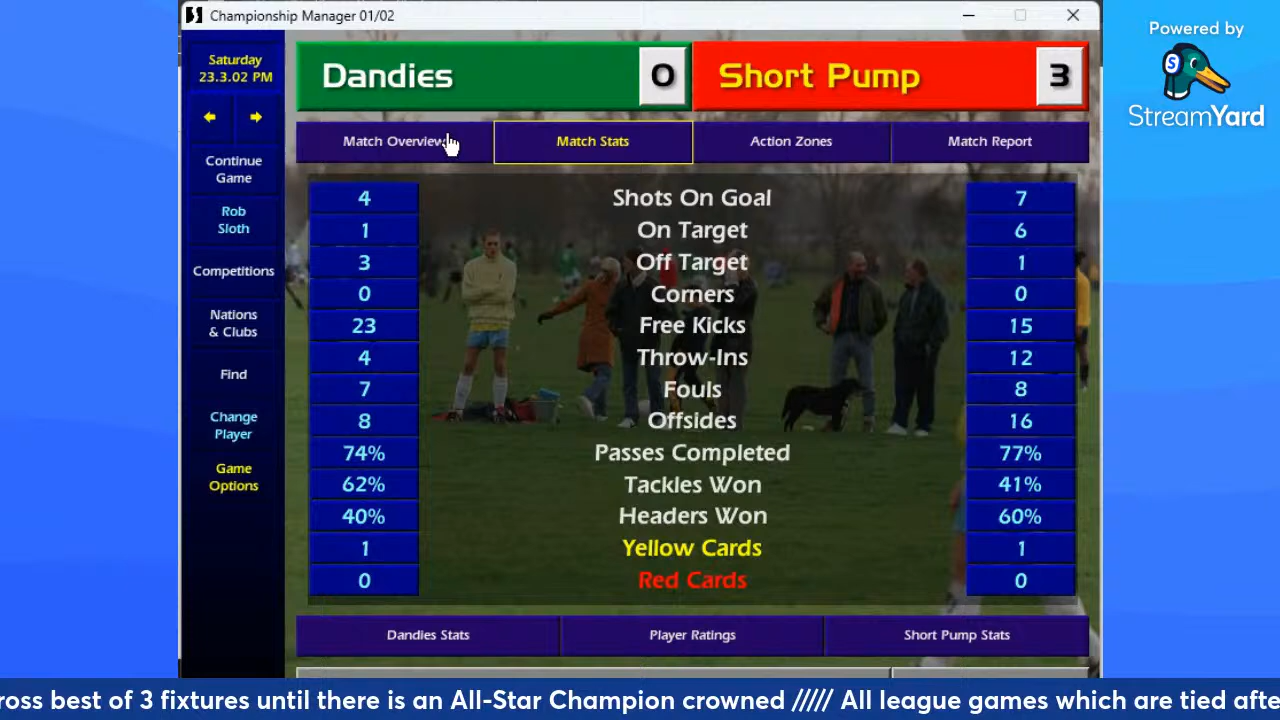 Championship Manager 01/02
Powered by
StreamYard
Saturday
23.3.02 PM
Continue
Game
Rob
Sloth
Competitions
Nations
& Clubs
Find
Change
Player
Game
Options
Dandies 0 Short Pump 3
Match Overview Match Stats Action Zones Match Report
4 Shots On Goal 7
1 On Target 6
3 Off Target 1
0 Corners 0
23 Free Kicks 15
4 Throw-Ins 12
7 Fouls 8
8 Offsides 16
74% Passes Completed 77%
62% Tackles Won 41%
40% Headers Won 60%
1 Yellow Cards 1
0 Red Cards 0
Dandies Stats Player Ratings Short Pump Stats
ross best of 3 fixtures until there is an All-Star Champion crowned ///// All league games which are tied afte